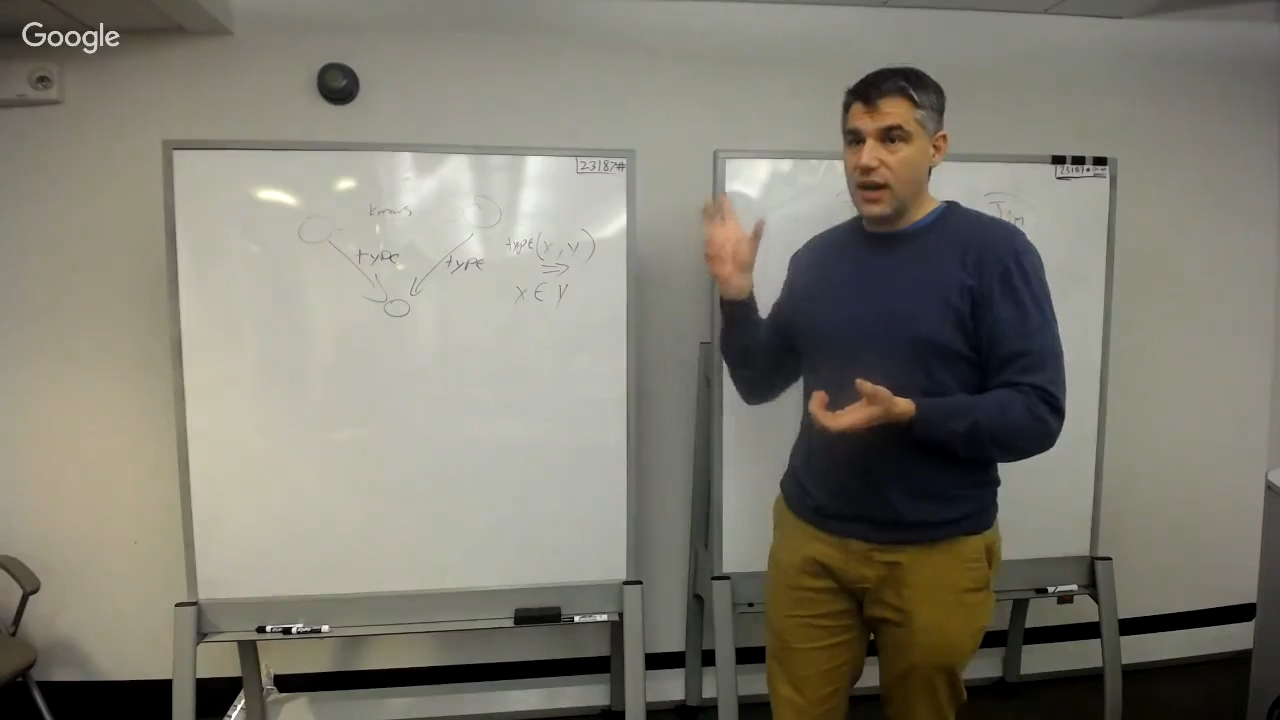 Google
23187#
knows
type
type
type(x, y)
⇒
x ∈ y
23187#
Jim